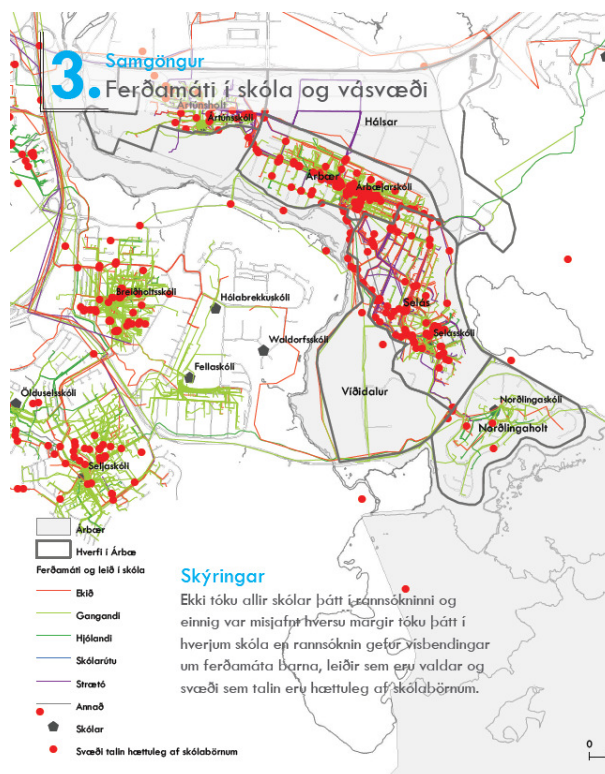 3. Samgöngur
Ferðamáti í skóla og vásvæði
Ártúnsholt
Ártúnsskóli
Hálsar
Árbær
Árbæjarskóli
Breiðholtsskóli
Hólabrekkuskóli
Selás
Selásskóli
Waldorfsskóli
Fellaskóli
Ölduselsskóli
Víðidalur
Norðlingaskóli
Norðlingaholt
Seljaskóli
Árbær
Hverfi í Árbæ
Ferðamáti og leið í skóla
Ekið
Gangandi
Hjólandi
Skólarútu
Strætó
Annað
Skólar
Svæði talin hættuleg af skólabörnum
Skýringar
Ekki tóku allir skólar þátt í rannsókninni og
einnig var misjafnt hversu margir tóku þátt í
hverjum skóla en rannsóknin gefur vísbendingar
um ferðamáta barna, leiðir sem eru valdar og
svæði sem talin eru hættuleg af skólabörnum.
0